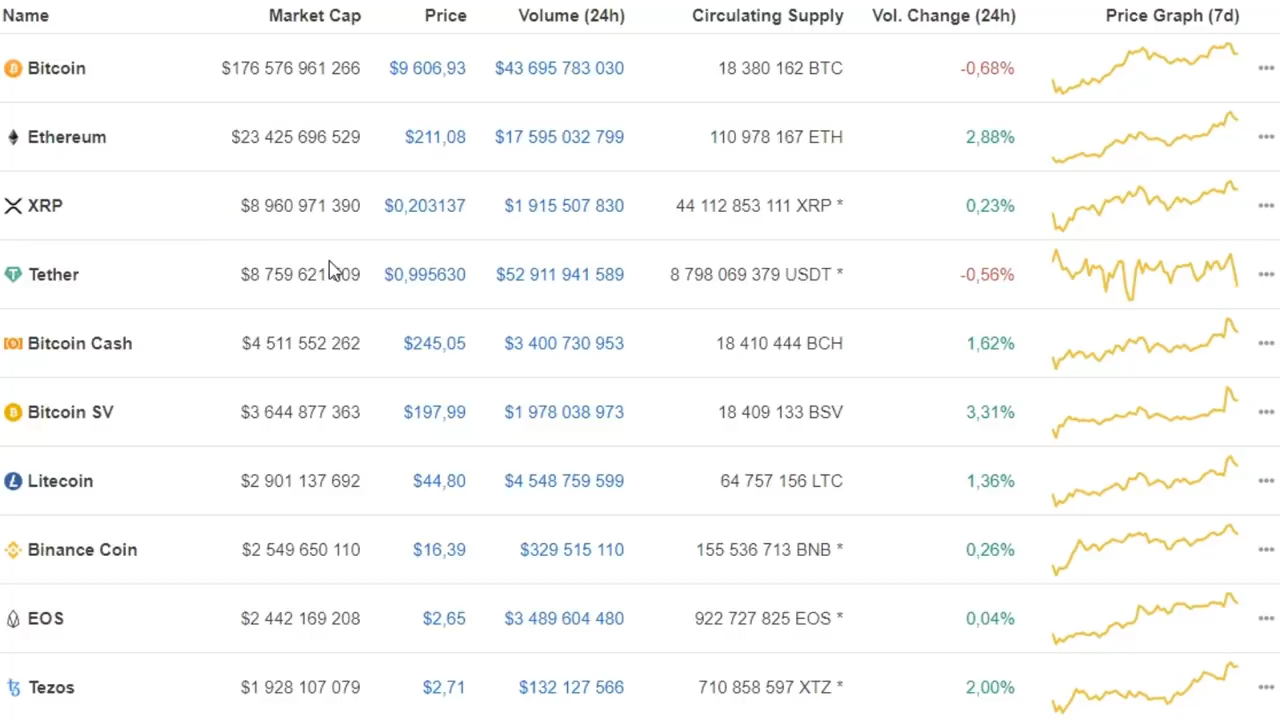 Name Market Cap Price Volume (24h) Circulating Supply Vol. Change (24h) Price Graph (7d)
Bitcoin $176 576 961 266 $9 606,93 $43 695 783 030 18 380 162 BTC -0,68%
Ethereum $23 425 696 529 $211,08 $17 595 032 799 110 978 167 ETH 2,88%
XRP $8 960 971 390 $0,203137 $1 915 507 830 44 112 853 111 XRP * 0,23%
Tether $8 759 621 $0,995630 $52 911 941 589 8 798 069 379 USDT * -0,56%
Bitcoin Cash $4 511 552 262 $245,05 $3 400 730 953 18 410 444 BCH 1,62%
Bitcoin SV $3 644 877 363 $197,99 $1 978 038 973 18 409 133 BSV 3,31%
Litecoin $2 901 137 692 $44,80 $4 548 759 599 64 757 156 LTC 1,36%
Binance Coin $2 549 650 110 $16,39 $329 515 110 155 536 713 BNB * 0,26%
EOS $2 442 169 208 $2,65 $3 489 604 480 922 727 825 EOS * 0,04%
Tezos $1 928 107 079 $2,71 $132 127 566 710 858 597 XTZ * 2,00%